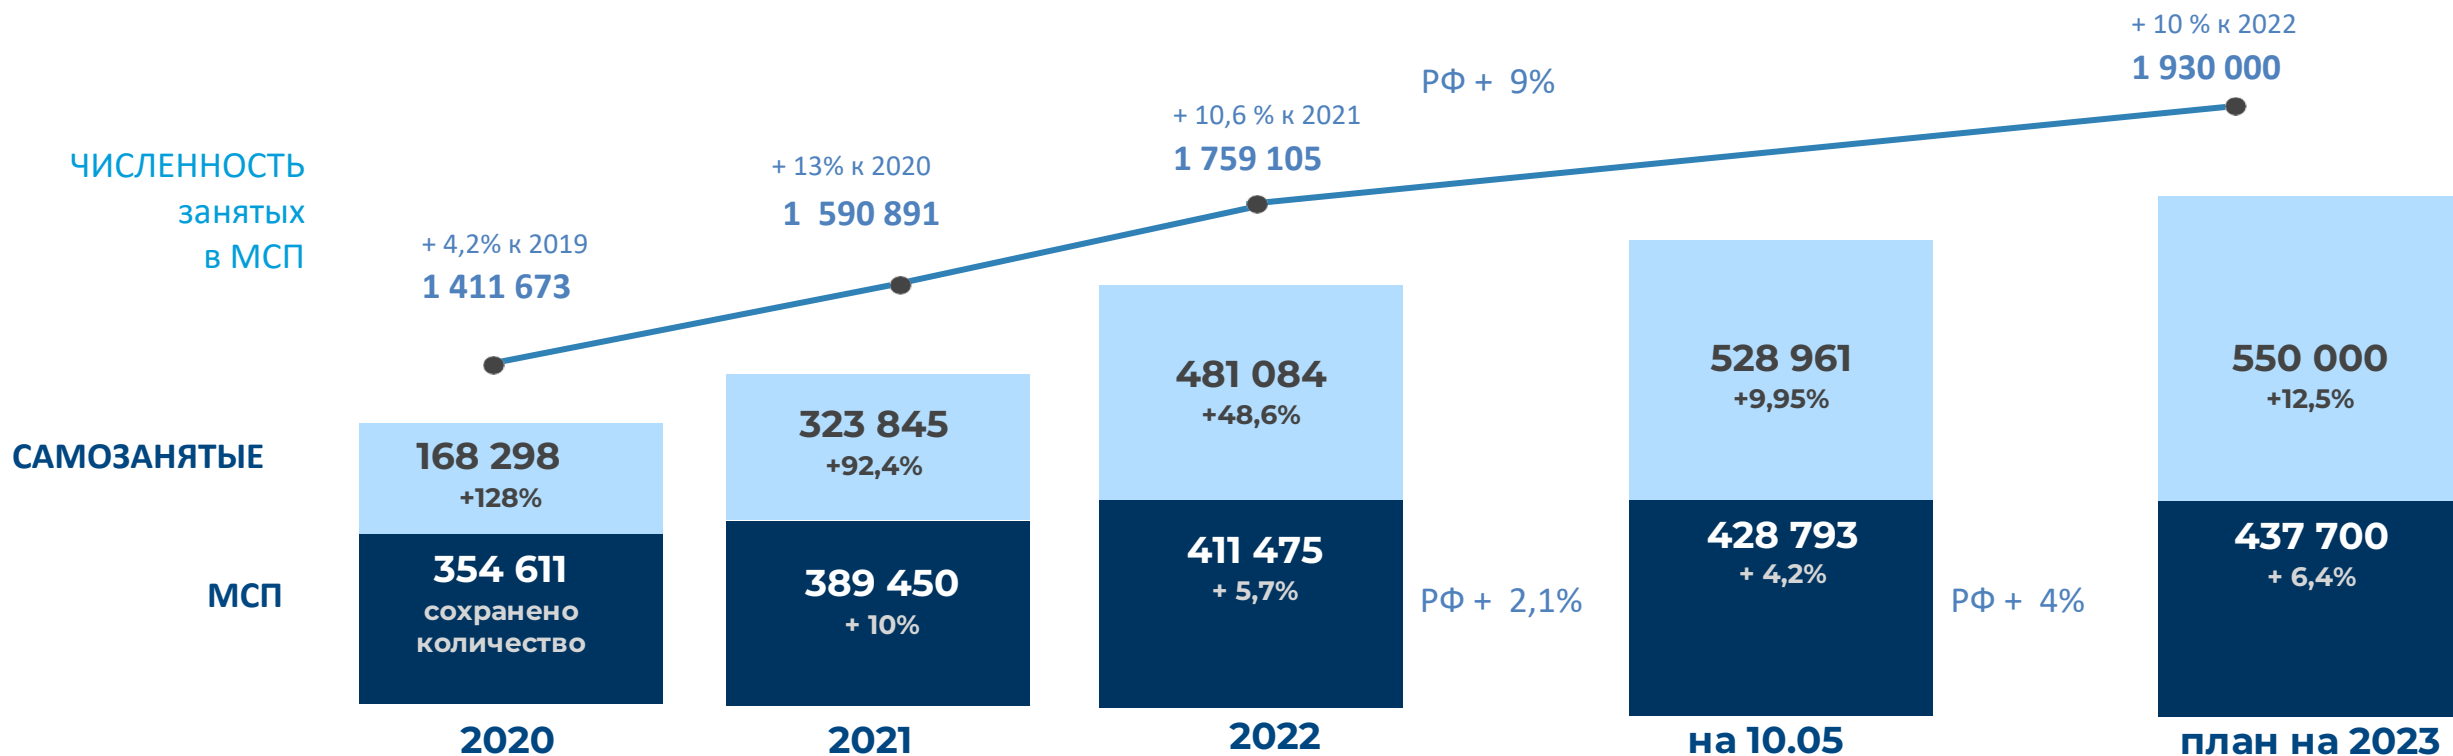 + 10 % к 2022
1 930 000
РФ + 9%
+ 10,6 % к 2021
1 759 105
+ 13% к 2020
1 590 891
+ 4,2% к 2019
1 411 673
ЧИСЛЕННОСТЬ
занятых
в МСП
САМОЗАНЯТЫЕ
168 298
+128%
323 845
+92,4%
481 084
+48,6%
528 961
+9,95%
550 000
+12,5%
МСП
354 611
сохранено
количество
389 450
+ 10%
411 475
+ 5,7%
РФ + 2,1%
428 793
+ 4,2%
РФ + 4%
437 700
+ 6,4%
2020
2021
2022
на 10.05
план на 2023